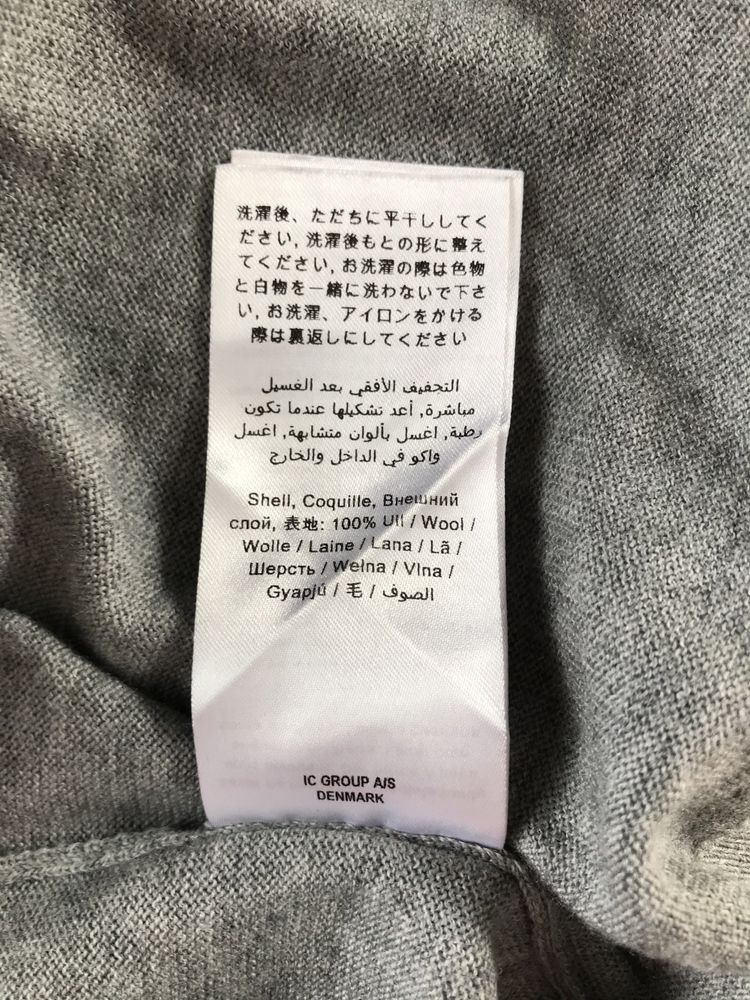 洗濯後、ただちに平干ししてく
ださい, 洗濯後もとの形に整え
てください, お洗濯の際は色物
と白物を一緒に洗わないで下さ
い, お洗濯、アイロンをかける
際は裏返しにしてください
التجفيف الأفقي بعد الغسيل
مباشرة, أعد تشكيلها عندما تكون
رطبة, اغسل بألوان متشابهة, اغسل
واكو في الداخل والخارج
Shell, Coquille, Внешний
слой, 表地: 100% Ull / Wool /
Wolle / Laine / Lana / Lã /
Шерсть / Wełna / Vlna /
Gyapjú / 毛 / الصوف
IC GROUP A/S
DENMARK